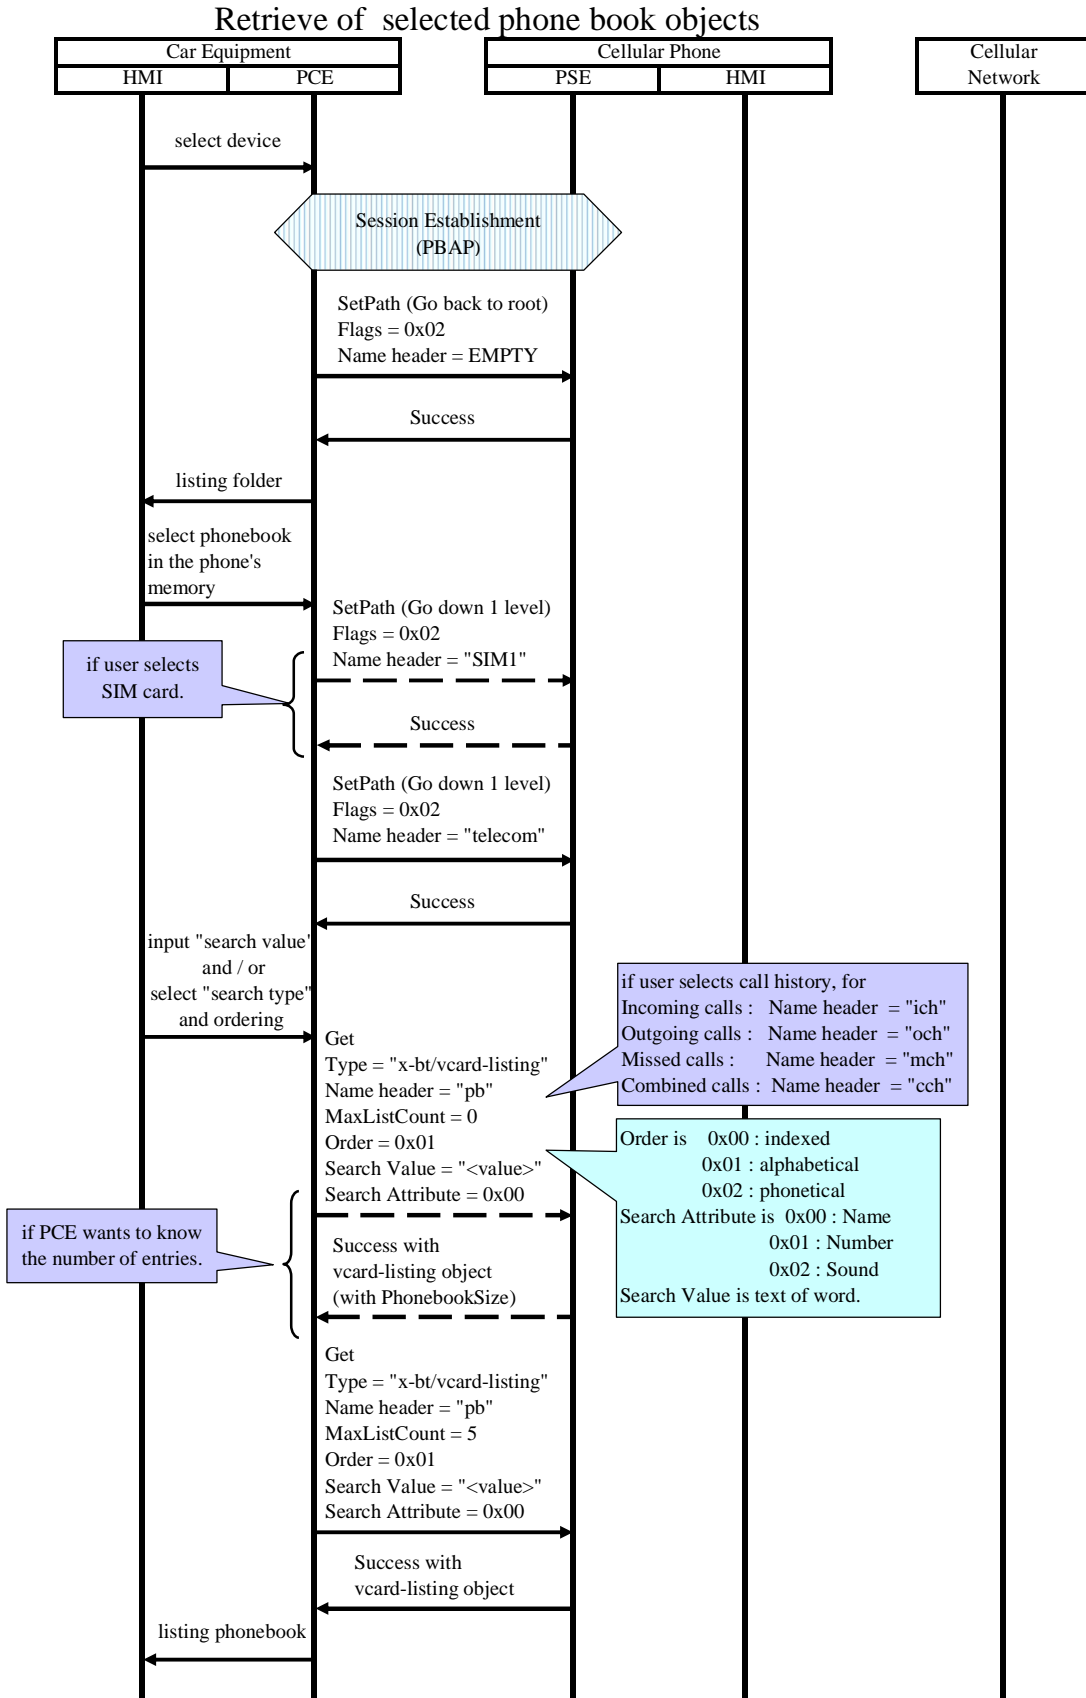 Retrieve of selected phone book objects
Car Equipment
HMI
PCE
Cellular Phone
PSE
HMI
Cellular
Network
select device
Session Establishment
(PBAP)
SetPath (Go back to root)
Flags = 0x02
Name header = EMPTY
Success
listing folder
select phonebook
in the phone's
memory
SetPath (Go down 1 level)
Flags = 0x02
Name header = "SIM1"
if user selects
SIM card.
Success
SetPath (Go down 1 level)
Flags = 0x02
Name header = "telecom"
Success
input "search value'
and / or
select "search type"
and ordering
if user selects call history, for
Incoming calls : Name header = "ich"
Outgoing calls : Name header = "och"
Missed calls : Name header = "mch"
Combined calls : Name header = "cch"
Get
Type = "x-bt/vcard-listing"
Name header = "pb"
MaxListCount = 0
Order = 0x01
Search Value = "<value>"
Search Attribute = 0x00
Order is 0x00 : indexed
0x01 : alphabetical
0x02 : phonetical
Search Attribute is 0x00 : Name
0x01 : Number
0x02 : Sound
Search Value is text of word.
if PCE wants to know
the number of entries.
Success with
vcard-listing object
(with PhonebookSize)
Get
Type = "x-bt/vcard-listing"
Name header = "pb"
MaxListCount = 5
Order = 0x01
Search Value = "<value>"
Search Attribute = 0x00
Success with
vcard-listing object
listing phonebook